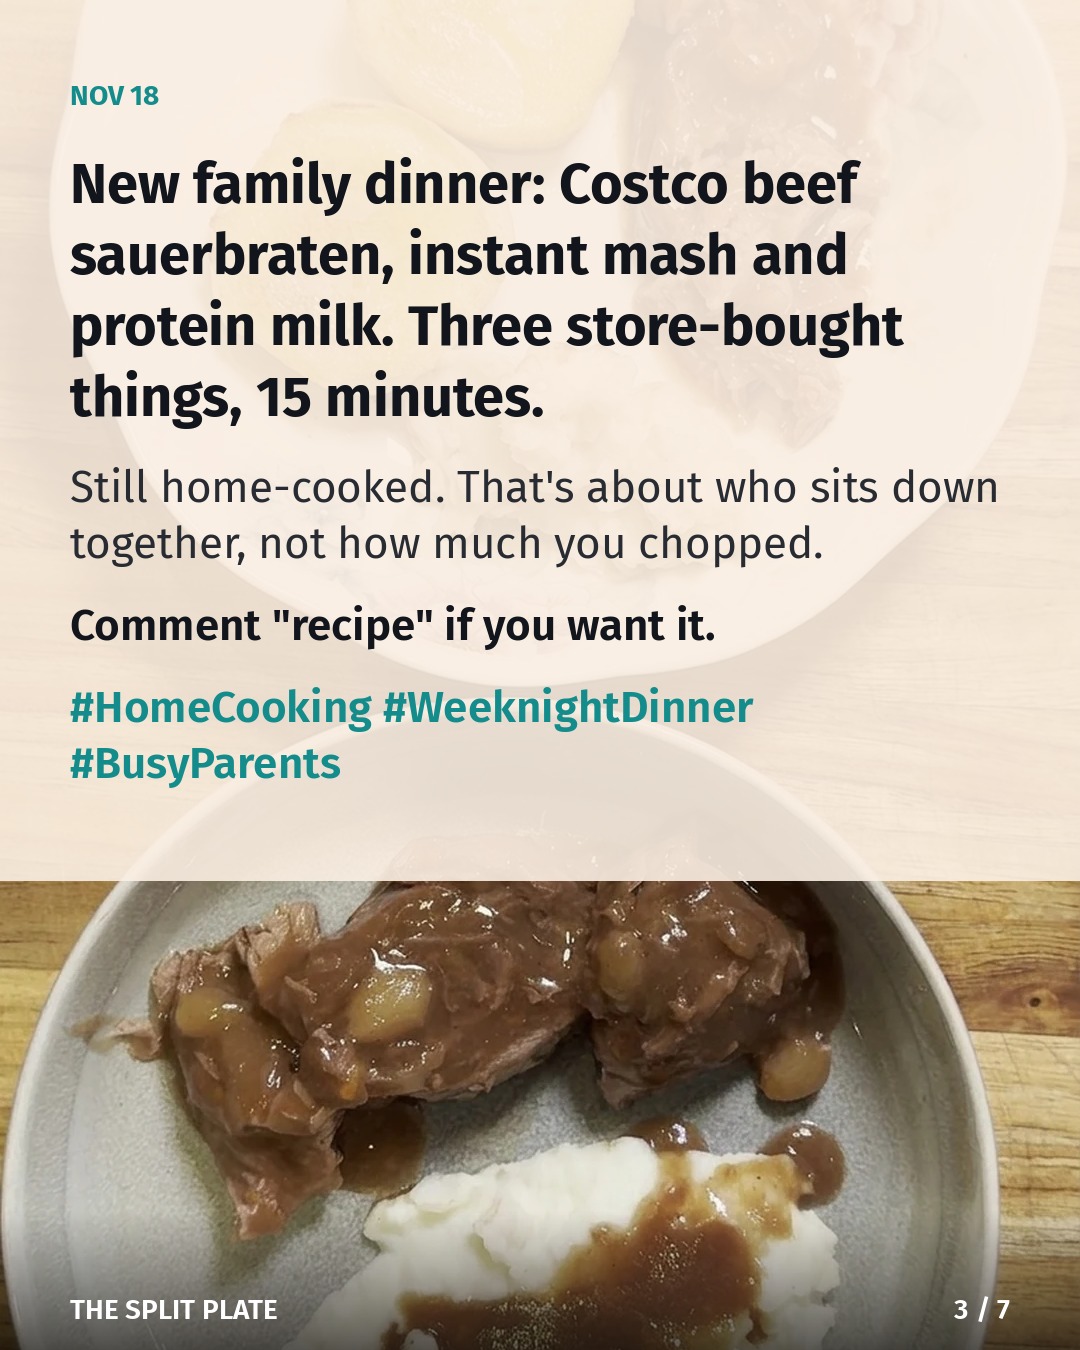 NOV 18
New family dinner: Costco beef
sauerbraten, instant mash and
protein milk. Three store-bought
things, 15 minutes.
Still home-cooked. That's about who sits down
together, not how much you chopped.
Comment "recipe" if you want it.
#HomeCooking #WeeknightDinner
#BusyParents
THE SPLIT PLATE
3 / 7